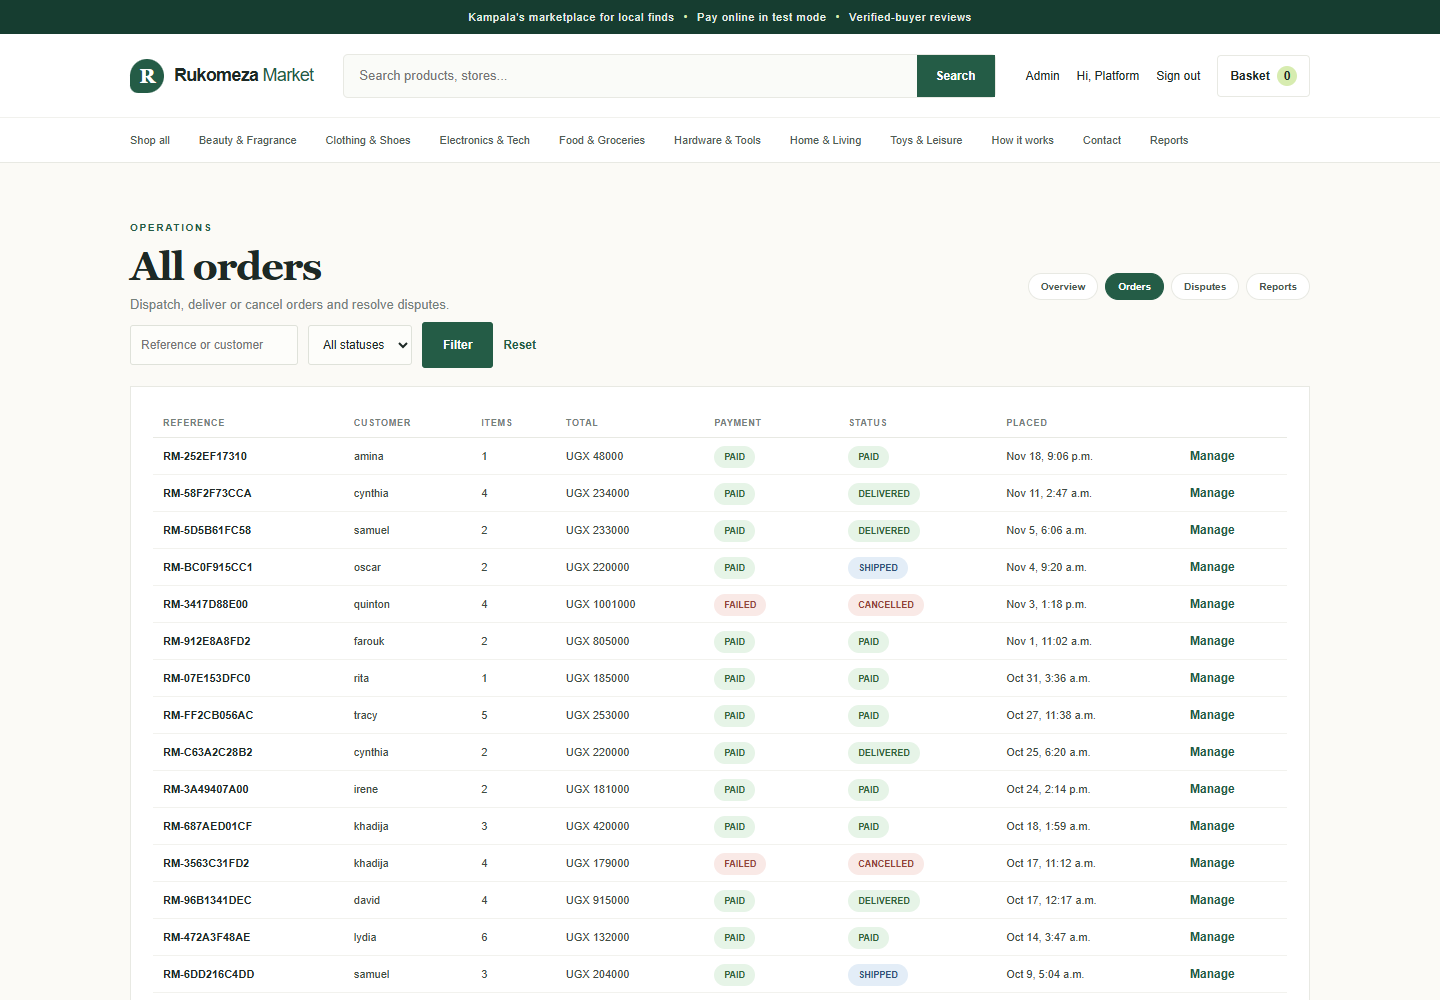 Kampala's marketplace for local finds • Pay online in test mode • Verified-buyer reviews
R Rukomeza Market Search products, stores... Search Admin Hi, Platform Sign out Basket 0
Shop all Beauty & Fragrance Clothing & Shoes Electronics & Tech Food & Groceries Hardware & Tools Home & Living Toys & Leisure How it works Contact Reports
OPERATIONS
All orders
Overview Orders Disputes Reports
Dispatch, deliver or cancel orders and resolve disputes.
Reference or customer All statuses Filter Reset
REFERENCE CUSTOMER ITEMS TOTAL PAYMENT STATUS PLACED
RM-252EF17310 amina 1 UGX 48000 PAID PAID Nov 18, 9:06 p.m. Manage
RM-58F2F73CCA cynthia 4 UGX 234000 PAID DELIVERED Nov 11, 2:47 a.m. Manage
RM-5D5B61FC58 samuel 2 UGX 233000 PAID DELIVERED Nov 5, 6:06 a.m. Manage
RM-BC0F915CC1 oscar 2 UGX 220000 PAID SHIPPED Nov 4, 9:20 a.m. Manage
RM-3417D88E00 quinton 4 UGX 1001000 FAILED CANCELLED Nov 3, 1:18 p.m. Manage
RM-912E8A8FD2 farouk 2 UGX 805000 PAID PAID Nov 1, 11:02 a.m. Manage
RM-07E153DFC0 rita 1 UGX 185000 PAID PAID Oct 31, 3:36 a.m. Manage
RM-FF2CB056AC tracy 5 UGX 253000 PAID PAID Oct 27, 11:38 a.m. Manage
RM-C63A2C28B2 cynthia 2 UGX 220000 PAID DELIVERED Oct 25, 6:20 a.m. Manage
RM-3A49407A00 irene 2 UGX 181000 PAID PAID Oct 24, 2:14 p.m. Manage
RM-687AED01CF khadija 3 UGX 420000 PAID PAID Oct 18, 1:59 a.m. Manage
RM-3563C31FD2 khadija 4 UGX 179000 FAILED CANCELLED Oct 17, 11:12 a.m. Manage
RM-96B1341DEC david 4 UGX 915000 PAID DELIVERED Oct 17, 12:17 a.m. Manage
RM-472A3F48AE lydia 6 UGX 132000 PAID PAID Oct 14, 3:47 a.m. Manage
RM-6DD216C4DD samuel 3 UGX 204000 PAID SHIPPED Oct 9, 5:04 a.m. Manage